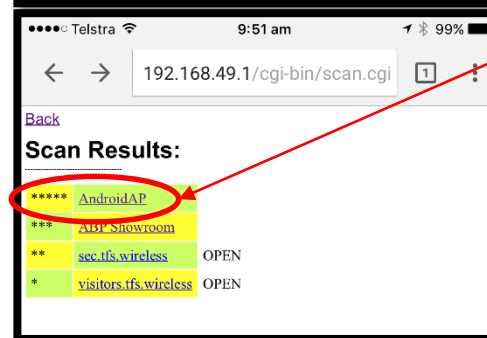 Telstra 9:51 am 99%
192.168.49.1/cgi-bin/scan.cgi 1
Back
Scan Results:
***** AndroidAP
*** ABP Showroom
** sec.tfs.wireless OPEN
* visitors.tfs.wireless OPEN